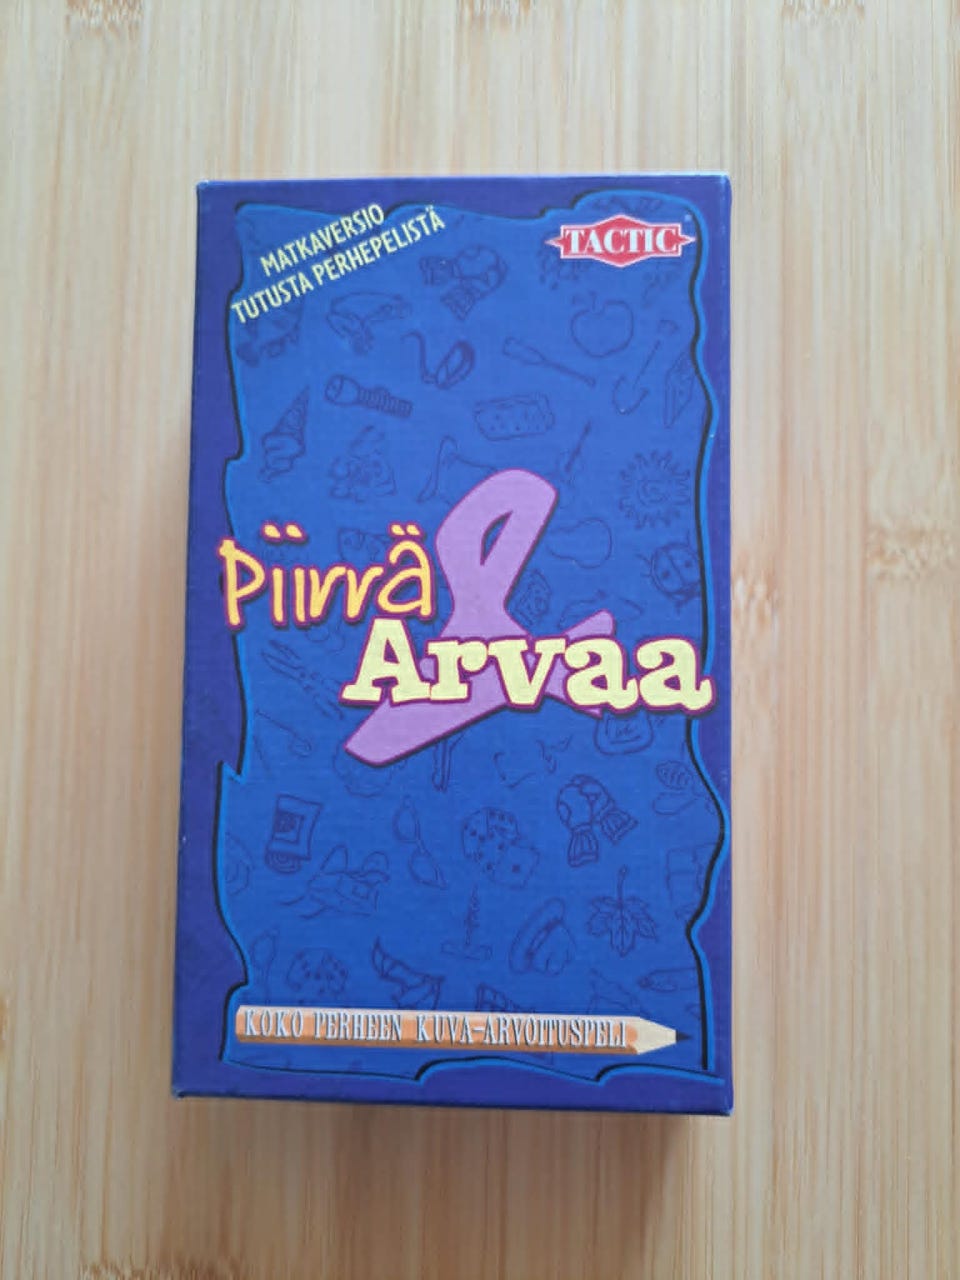 MATKAVERSIO
TUTUSTA PERHEPELISTÄ
TACTIC
Piirrä
&
Arvaa
KOKO PERHEEN KUVA-ARVOITUSPELI